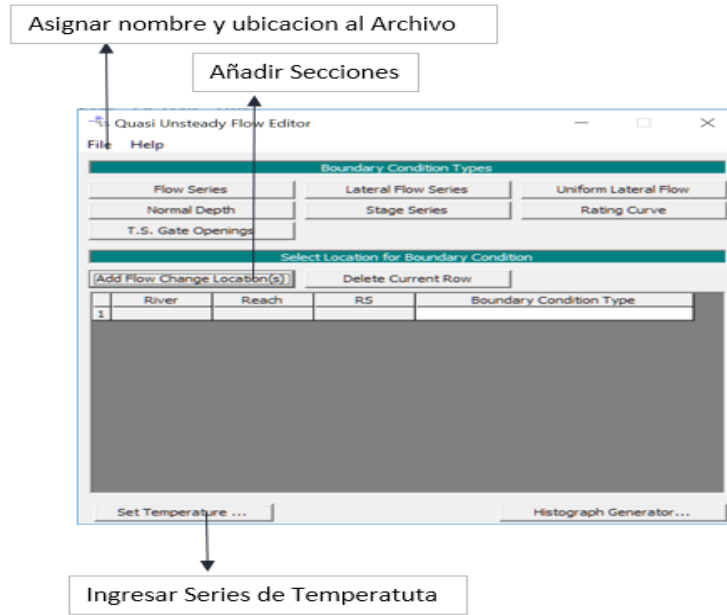 Asignar nombre y ubicacion al Archivo
Añadir Secciones
Quasi Unsteady Flow Editor
File Help
Boundary Condition Types
Flow Series Lateral Flow Series Uniform Lateral Flow
Normal Depth Stage Series Rating Curve
T.S. Gate Openings
Select Location for Boundary Condition
Add Flow Change Location(s) Delete Current Row
River Reach RS Boundary Condition Type
1
Set Temperature ... Histograph Generator...
Ingresar Series de Temperatuta